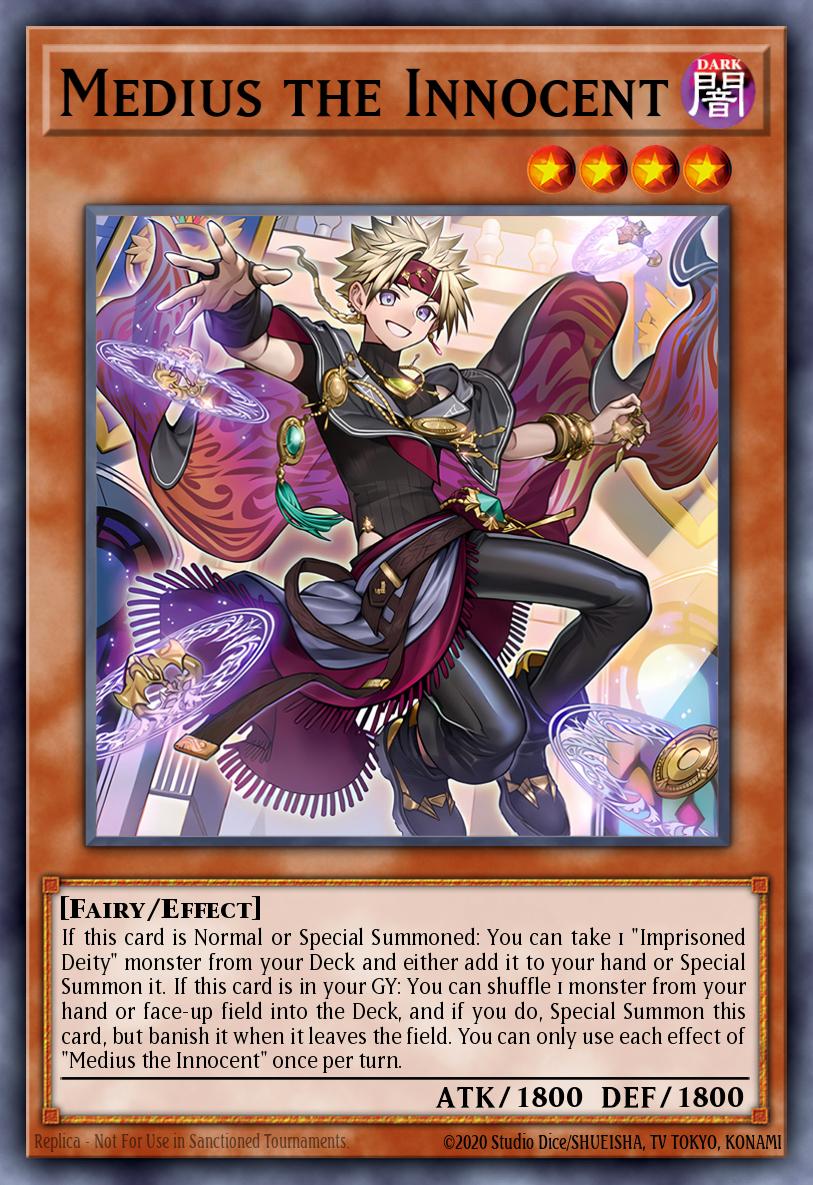 Medius the Innocent
DARK
闇
[Fairy/Effect]
If this card is Normal or Special Summoned: You can take 1 "Imprisoned
Deity" monster from your Deck and either add it to your hand or Special
Summon it. If this card is in your GY: You can shuffle 1 monster from your
hand or face-up field into the Deck, and if you do, Special Summon this
card, but banish it when it leaves the field. You can only use each effect of
"Medius the Innocent" once per turn.
ATK/1800 DEF/1800
Replica - Not For Use in Sanctioned Tournaments.
©2020 Studio Dice/SHUEISHA, TV TOKYO, KONAMI